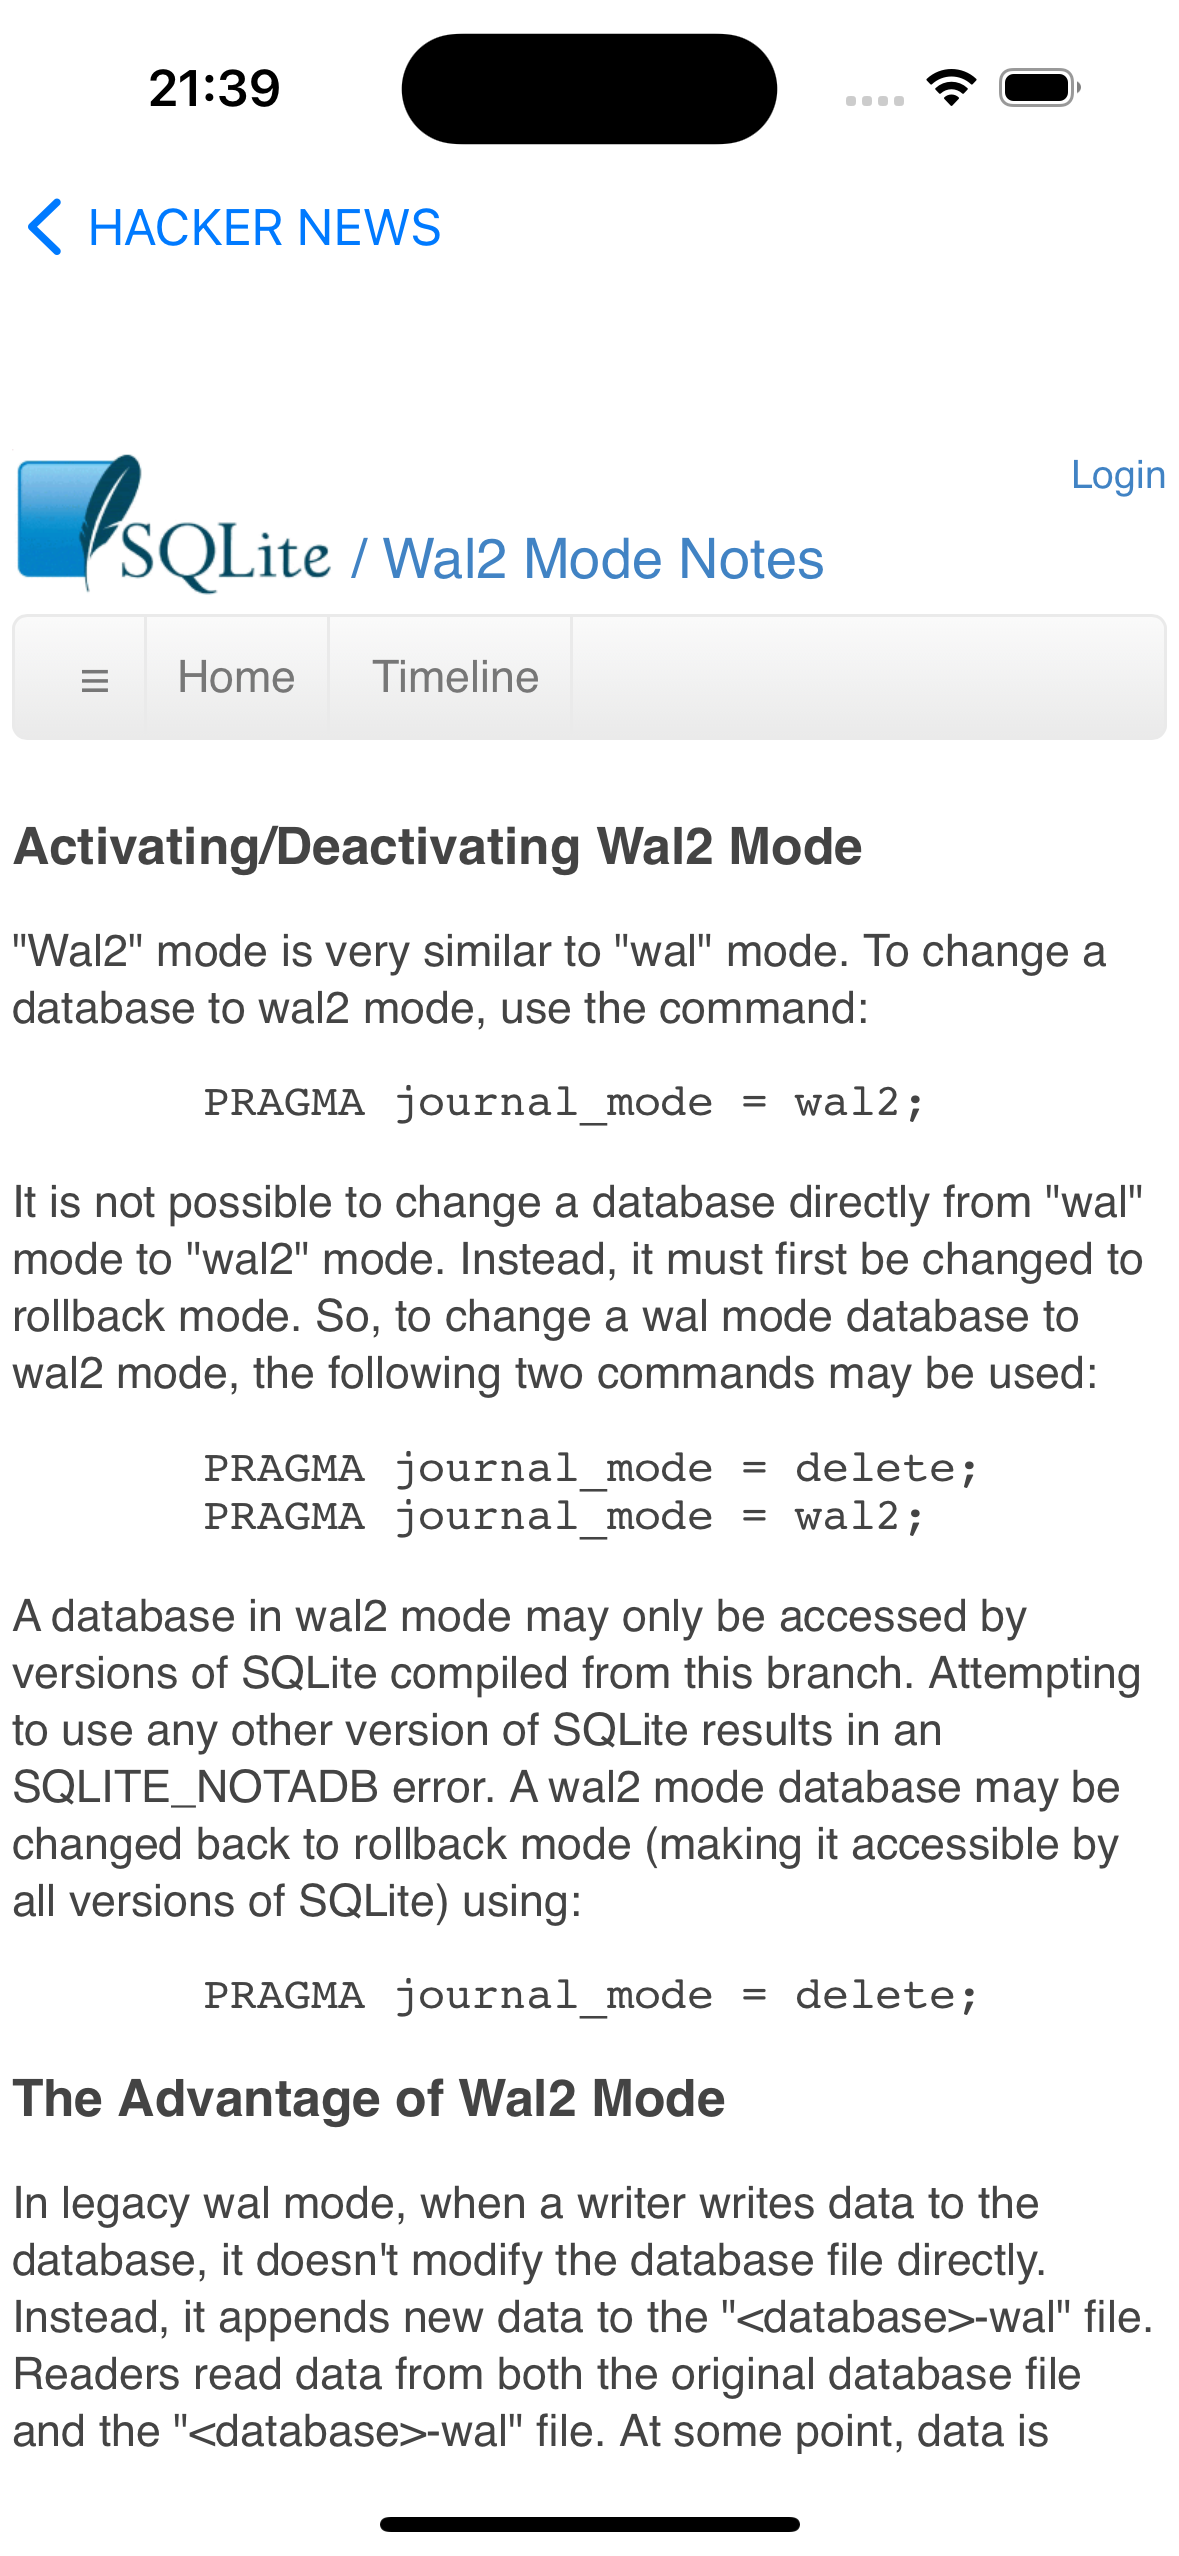 21:39
HACKER NEWS
Login
SQLite / Wal2 Mode Notes
≡ Home Timeline
Activating/Deactivating Wal2 Mode
"Wal2" mode is very similar to "wal" mode. To change a
database to wal2 mode, use the command:
PRAGMA journal_mode = wal2;
It is not possible to change a database directly from "wal"
mode to "wal2" mode. Instead, it must first be changed to
rollback mode. So, to change a wal mode database to
wal2 mode, the following two commands may be used:
PRAGMA journal_mode = delete;
PRAGMA journal_mode = wal2;
A database in wal2 mode may only be accessed by
versions of SQLite compiled from this branch. Attempting
to use any other version of SQLite results in an
SQLITE_NOTADB error. A wal2 mode database may be
changed back to rollback mode (making it accessible by
all versions of SQLite) using:
PRAGMA journal_mode = delete;
The Advantage of Wal2 Mode
In legacy wal mode, when a writer writes data to the
database, it doesn't modify the database file directly.
Instead, it appends new data to the "<database>-wal" file.
Readers read data from both the original database file
and the "<database>-wal" file. At some point, data is